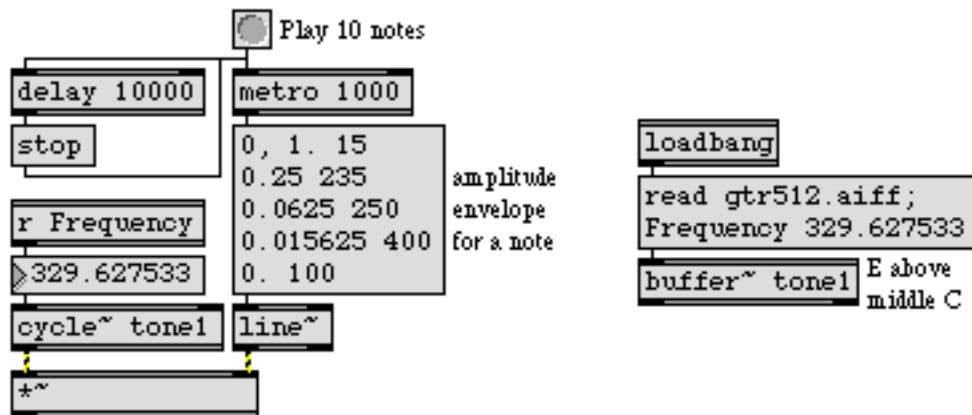 Play 10 notes
delay 10000
metro 1000
stop
0, 1. 15
0.25 235
0.0625 250
0.015625 400
0. 100
amplitude
envelope
for a note
r Frequency
329.627533
cycle~ tone1
line~
*~
loadbang
read gtr512.aiff;
Frequency 329.627533
buffer~ tone1
E above
middle C